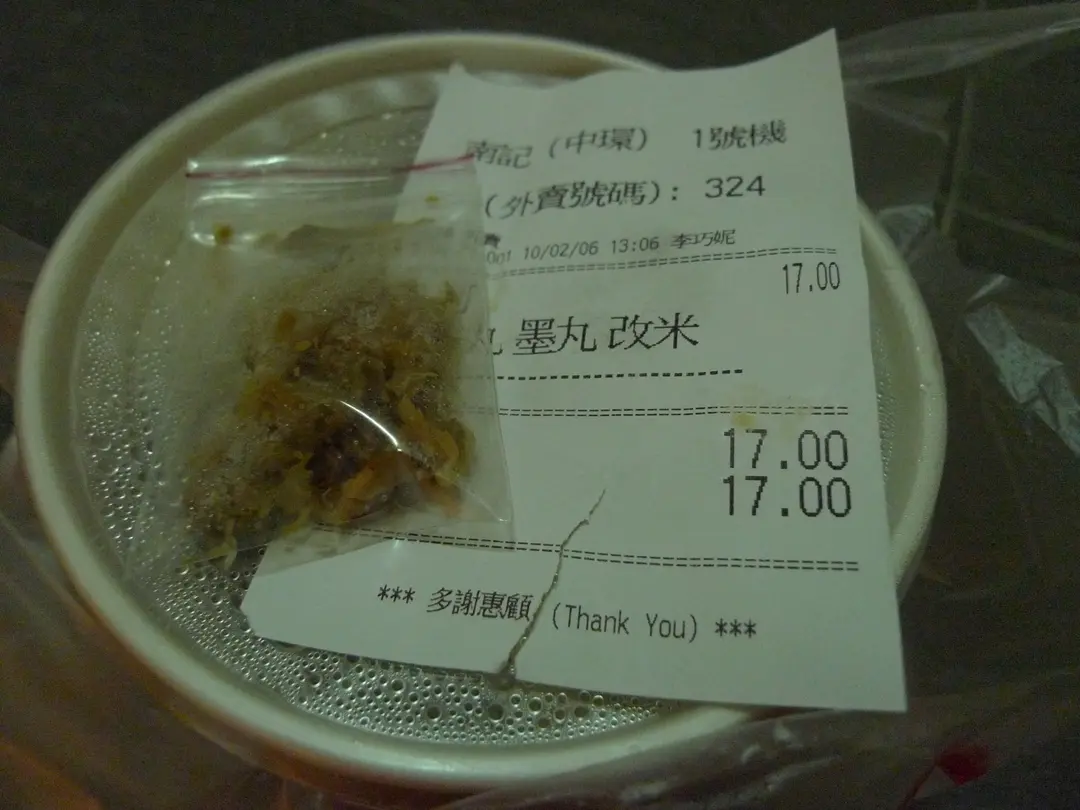 南記 (中環) 1號機
(外賣號碼): 324
10/02/06 13:06 李巧妮
17.00
丸 墨丸 改米
17.00
17.00
*** 多謝惠顧 (Thank You) ***